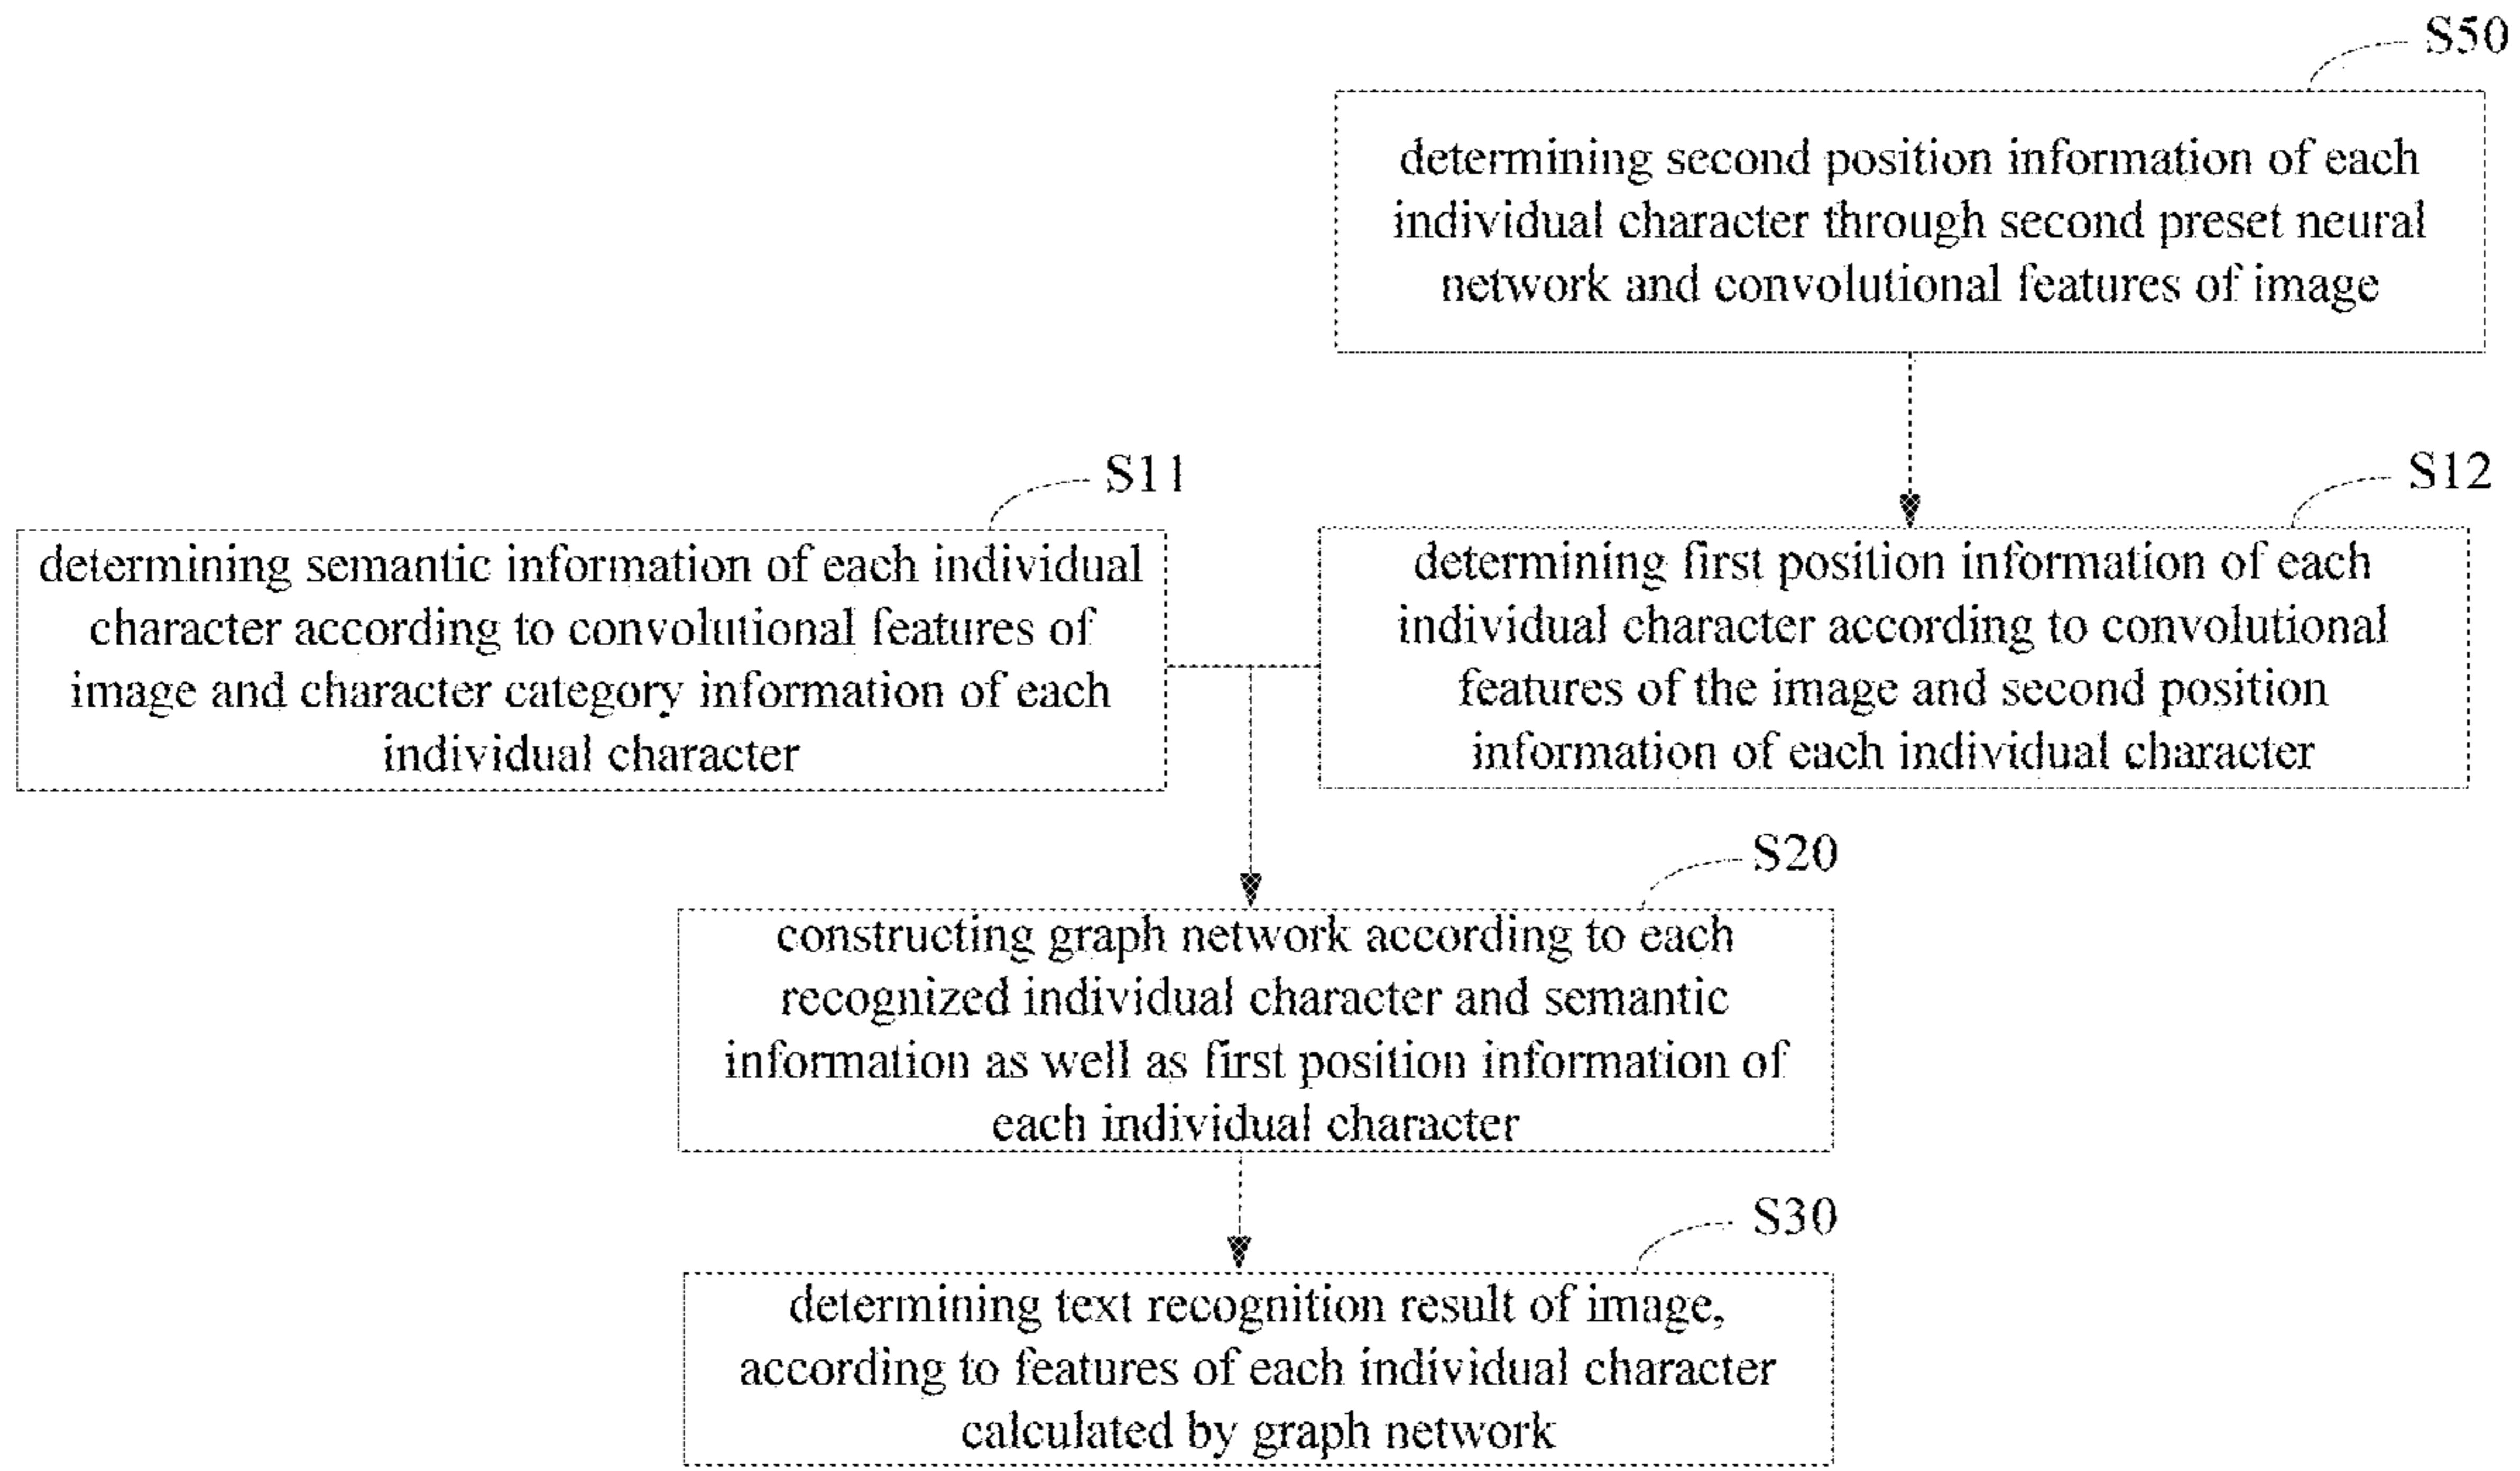 S50
determining second position information of each
individual character through second preset neural
network and convolutional features of image
S11
determining semantic information of each individual
character according to convolutional features of
image and character category information of each
individual character
S12
determining first position information of each
individual character according to convolutional
features of the image and second position
information of each individual character
S20
constructing graph network according to each
recognized individual character and semantic
information as well as first position information of
each individual character
S30
determining text recognition result of image,
according to features of each individual character
calculated by graph network